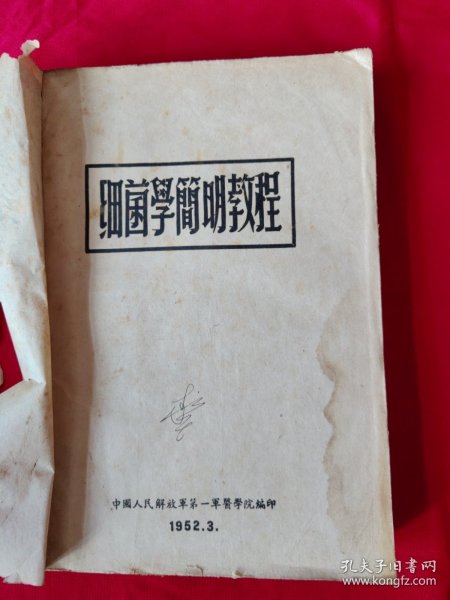 细菌學簡明教程
中國人民解放軍第一軍醫學院編印
1952.3.
孔夫子旧书网
www.kongfz.com